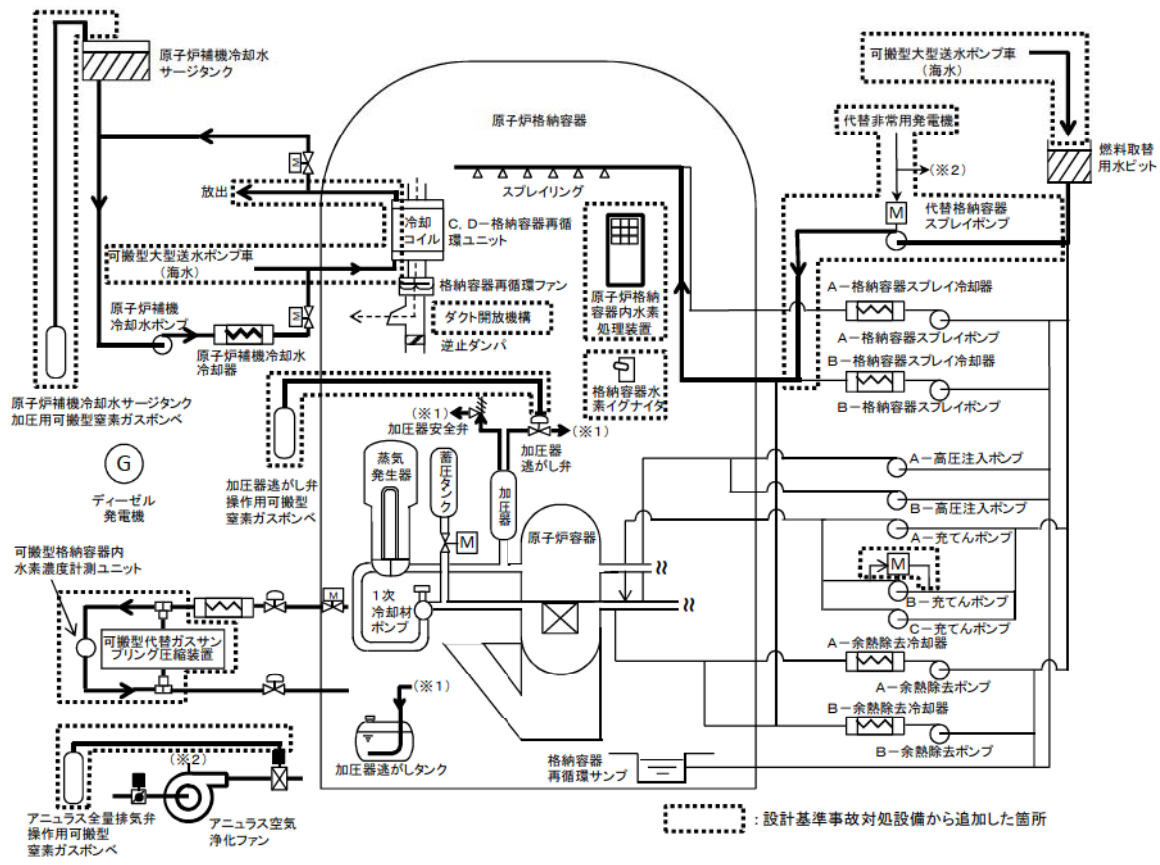 原子炉補機冷却水
サージタンク
原子炉格納容器
可搬型大型送水ポンプ車
(海水)
代替非常用発電機
燃料取替
用水ピット
(※2)
M
代替格納容器
スプレイポンプ
M
放出
スプレイリング
冷却
コイル
C,D-格納容器再循
環ユニット
可搬型大型送水ポンプ車
(海水)
格納容器再循環ファン
原子炉格納
容器内水素
処理装置
A-格納容器スプレイ冷却器
原子炉補機
冷却水ポンプ
M
ダクト開放機構
逆止ダンパ
A-格納容器スプレイポンプ
原子炉補機冷却水
冷却器
B-格納容器スプレイ冷却器
格納容器水
素イグナイタ
B-格納容器スプレイポンプ
原子炉補機冷却水サージタンク
加圧用可搬型窒素ガスボンベ
(※1)
加圧器安全弁
(※1)
加圧器
逃がし弁
G
ディーゼル
発電機
加圧器逃がし弁
操作用可搬型
窒素ガスボンベ
蒸気
発生器
蓄圧タンク
加圧器
A-高圧注入ポンプ
B-高圧注入ポンプ
原子炉容器
A-充てんポンプ
M
M
B-充てんポンプ
C-充てんポンプ
可搬型格納容器内
水素濃度計測ユニット
M
1次
冷却材
ポンプ
可搬型代替ガスサン
プリング圧縮装置
A-余熱除去冷却器
A-余熱除去ポンプ
(※1)
B-余熱除去冷却器
B-余熱除去ポンプ
加圧器逃がしタンク
格納容器
再循環サンプ
(※2)
アニュラス全量排気弁
操作用可搬型
窒素ガスボンベ
アニュラス空気
浄化ファン
:設計基準事故対処設備から追加した箇所